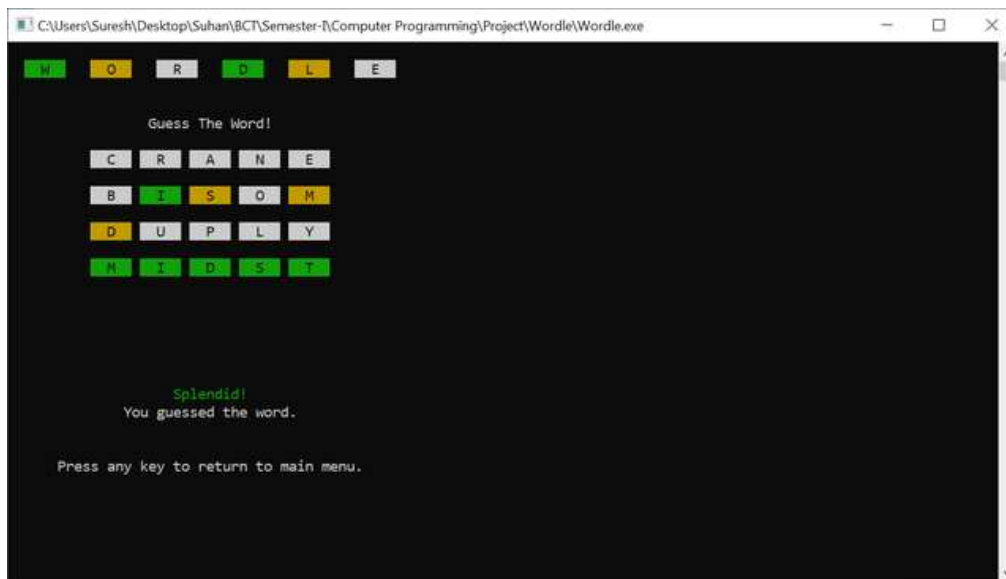 C:\Users\Suresh\Desktop\Suhan\BCT\Semester-I\Computer Programming\Project\Wordle\Wordle.exe
W O R D L E
Guess The Word!
C R A N E
B I S O M
D U P L Y
M I D S T
Splendid!
You guessed the word.
Press any key to return to main menu.